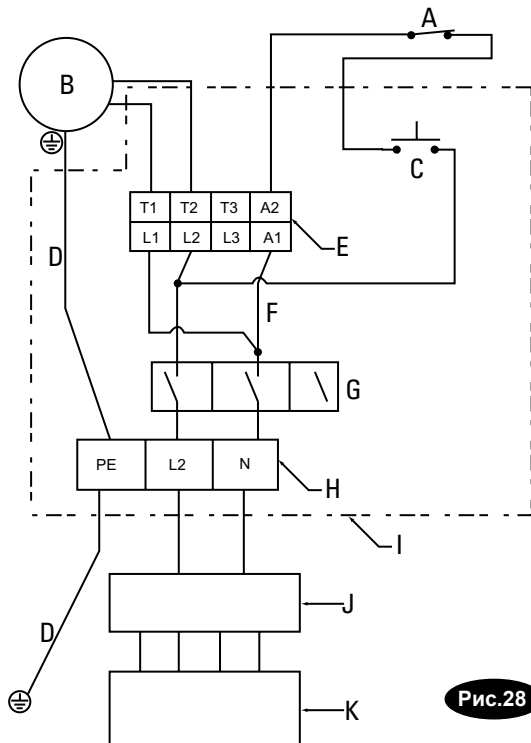 A
B
C
T1 T2 T3 A2
L1 L2 L3 A1
E
D
F
G
PE L2 N
H
I
J
D
K
Рис.28